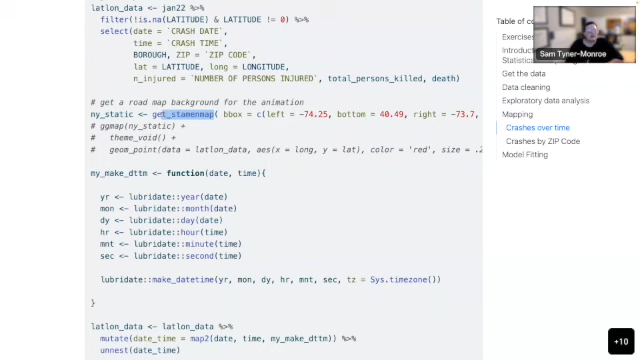 latlon_data <- jan22 %>%
filter(!is.na(LATITUDE) & LATITUDE != 0) %>%
select(date = `CRASH DATE`,
time = `CRASH TIME`,
BOROUGH, ZIP = `ZIP CODE`,
lat = LATITUDE, long = LONGITUDE,
n_injured = `NUMBER OF PERSONS INJURED`, total_persons_killed, death)
# get a road map background for the animation
ny_static <- get_stamenmap( bbox = c(left = -74.25, bottom = 40.49, right = -73.7,
# ggmap(ny_static) +
# theme_void() +
# geom_point(data = latlon_data, aes(x = long, y = lat), color = 'red', size = .2
my_make_dttm <- function(date, time){
yr <- lubridate::year(date)
mon <- lubridate::month(date)
dy <- lubridate::day(date)
hr <- lubridate::hour(time)
mnt <- lubridate::minute(time)
sec <- lubridate::second(time)
lubridate::make_datetime(yr, mon, dy, hr, mnt, sec, tz = Sys.timezone())
}
latlon_data <- latlon_data %>%
mutate(date_time = map2(date, time, my_make_dttm)) %>%
unnest(date_time)
Table of co
Exercises
Introduc
Statistic
Get the data
Data cleaning
Exploratory data analysis
Mapping
Crashes over time
Crashes by ZIP Code
Model Fitting
Sam Tyner-Monroe
+10